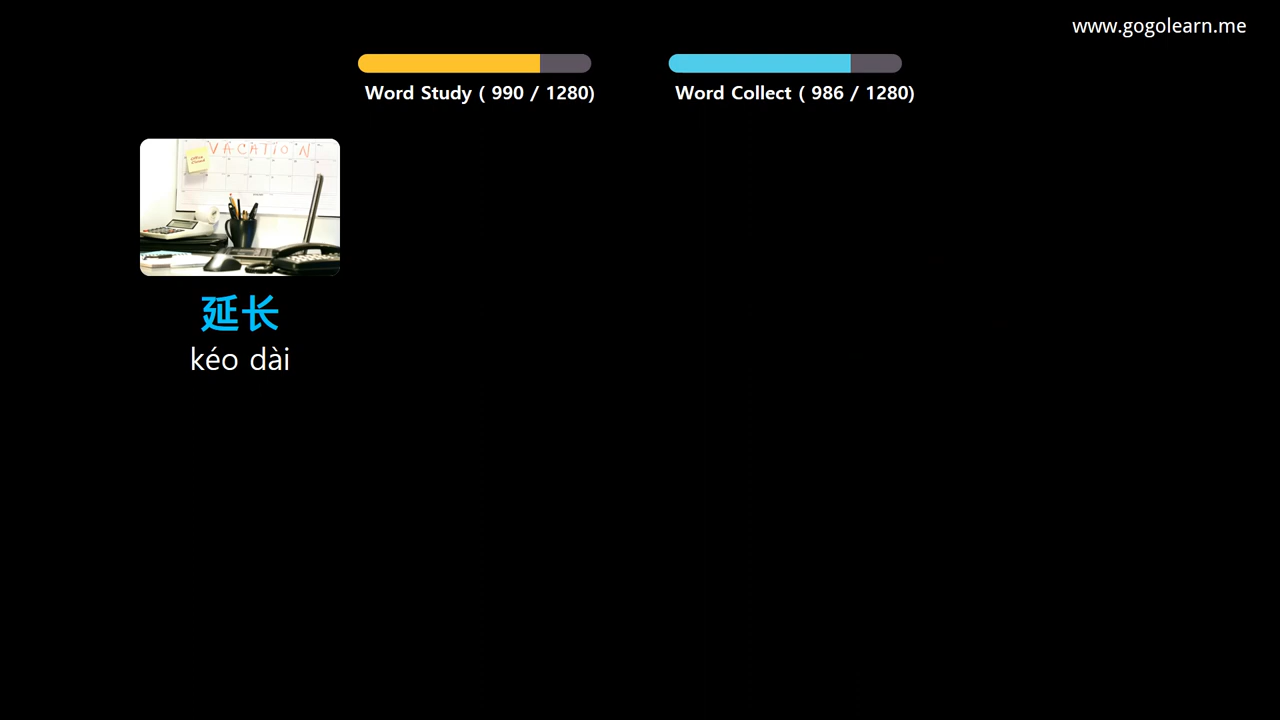 www.gogolearn.me
Word Study ( 990 / 1280)
Word Collect ( 986 / 1280)
VACATION
延长
kéo dài